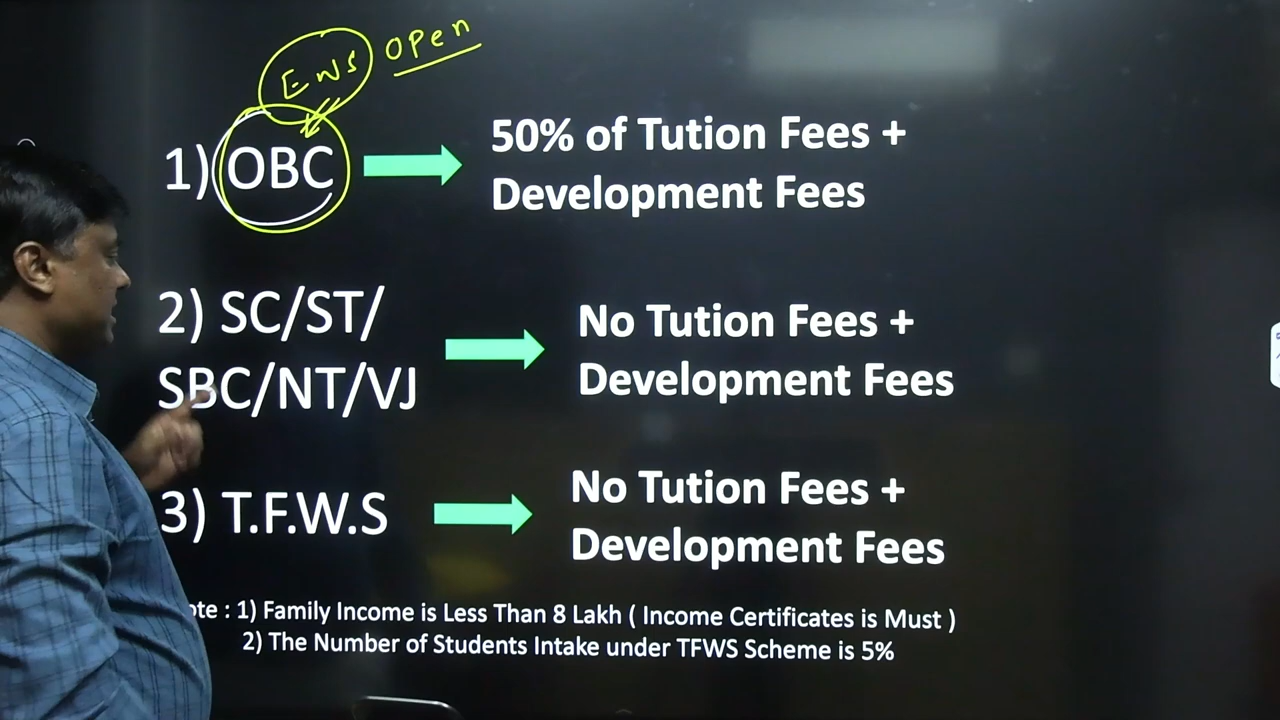 EWS open
1) OBC
50% of Tution Fees +
Development Fees
2) SC/ST/
SBC/NT/VJ
No Tution Fees +
Development Fees
3) T.F.W.S
No Tution Fees +
Development Fees
ote : 1) Family Income is Less Than 8 Lakh ( Income Certificates is Must )
2) The Number of Students Intake under TFWS Scheme is 5%